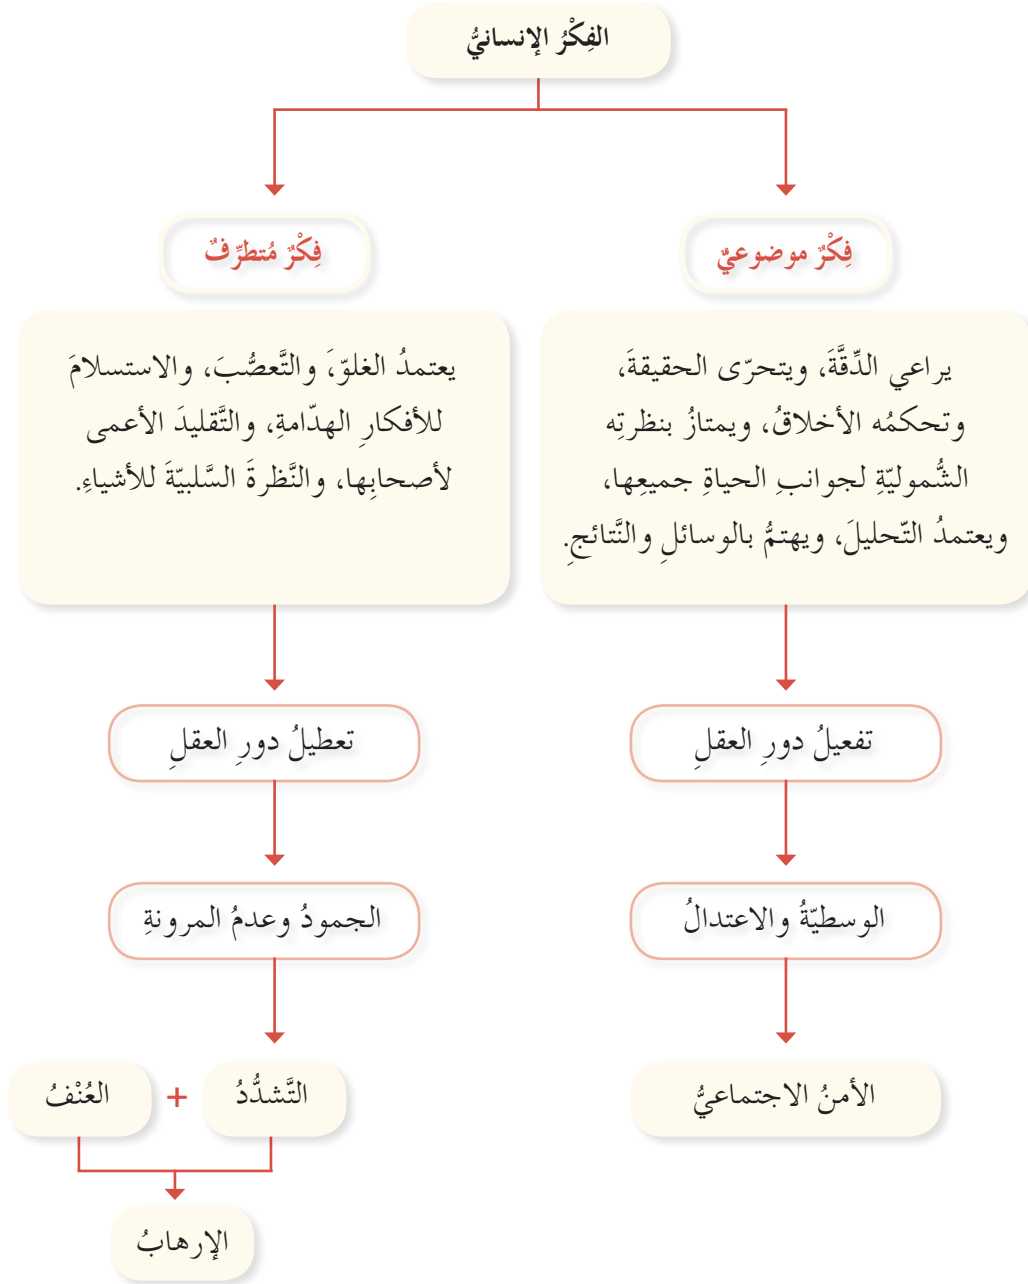 الفِكْرُ الإنسانيُّ
فِكْرٌ موضوعيٌّ
يراعي الدِّقَّةَ، ويتحرّى الحقيقةَ،
وتحكمُه الأخلاقُ، ويمتازُ بنظرتِه
الشُّموليّةِ لجوانبِ الحياةِ جميعِها،
ويعتمدُ التّحليلَ، ويهتمُّ بالوسائلِ والنَّتائجِ.
تفعيلُ دورِ العقلِ
الوسطيّةُ والاعتدالُ
الأمنُ الاجتماعيُّ
فِكْرٌ مُتطرِّفٌ
يعتمدُ الغلوّ، والتَّعصُّبَ، والاستسلامَ
للأفكارِ الهدّامةِ، والتَّقليدَ الأعمى
لأصحابِها، والنَّظرةَ السَّلبيّةَ للأشياءِ.
تعطيلُ دورِ العقلِ
الجمودُ وعدمُ المرونةِ
التَّشدُّدُ + العُنْفُ
الإرهابُ